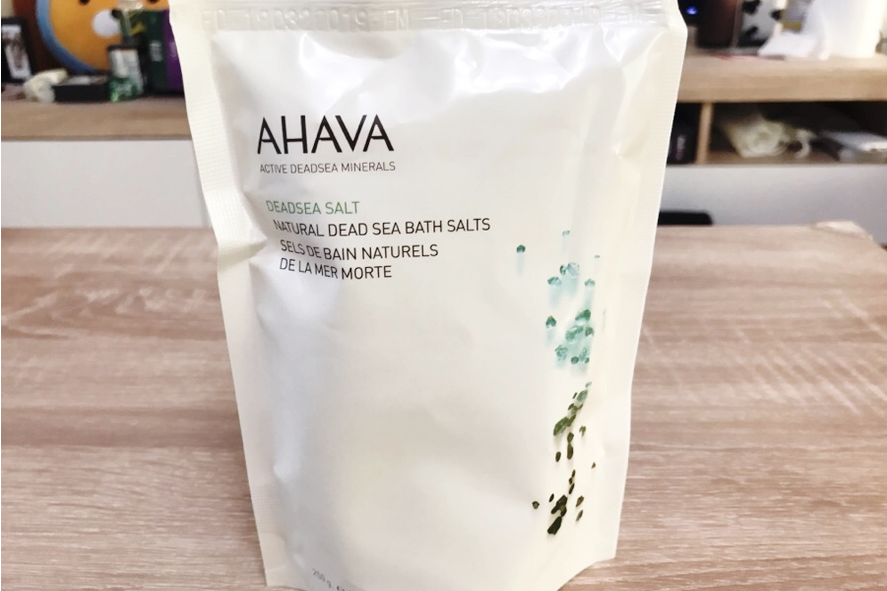 AHAVA
ACTIVE DEADSEA MINERALS
DEADSEA SALT
NATURAL DEAD SEA BATH SALTS
SELS DE BAIN NATURELS
DE LA MER MORTE